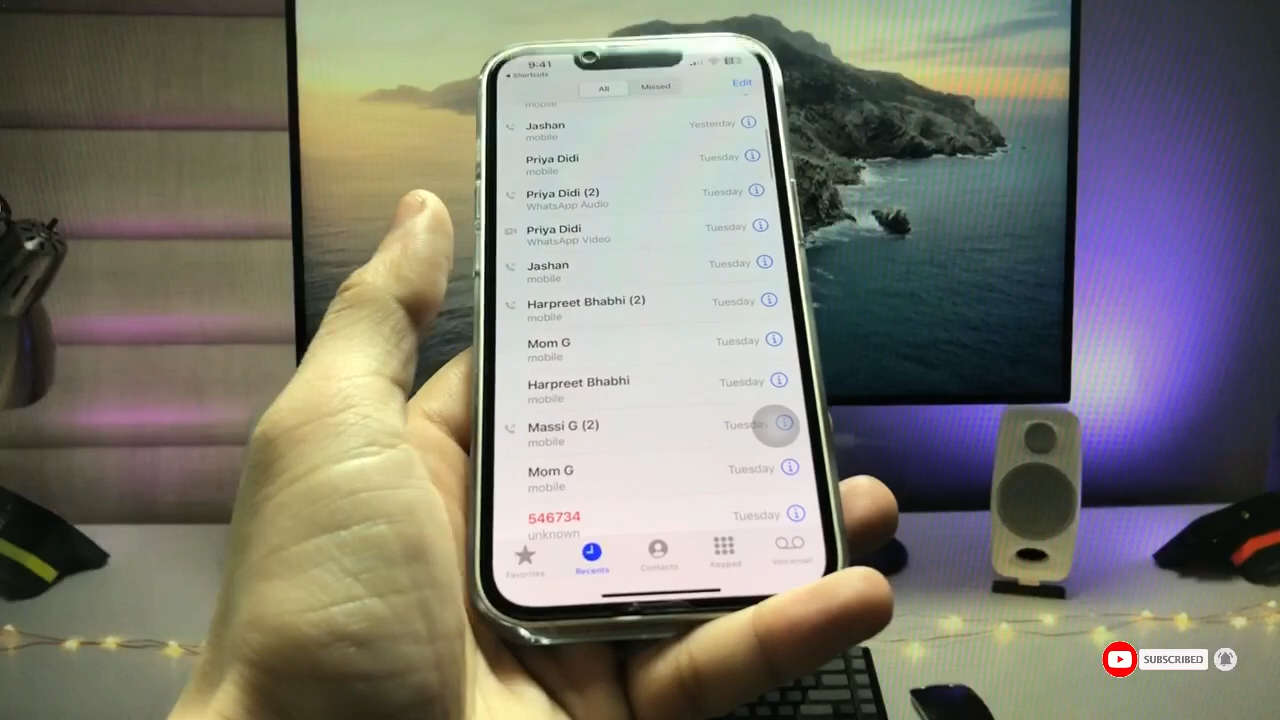 9:41
◂ Shortcuts
All Missed Edit
mobile
Jashan Yesterday
mobile
Priya Didi Tuesday
mobile
Priya Didi (2) Tuesday
WhatsApp Audio
Priya Didi Tuesday
WhatsApp Video
Jashan Tuesday
mobile
Harpreet Bhabhi (2) Tuesday
mobile
Mom G Tuesday
mobile
Harpreet Bhabhi Tuesday
mobile
Massi G (2) Tuesday
mobile
Mom G Tuesday
mobile
546734 Tuesday
unknown
Favorites Recents Contacts Keypad Voicemail
SUBSCRIBED